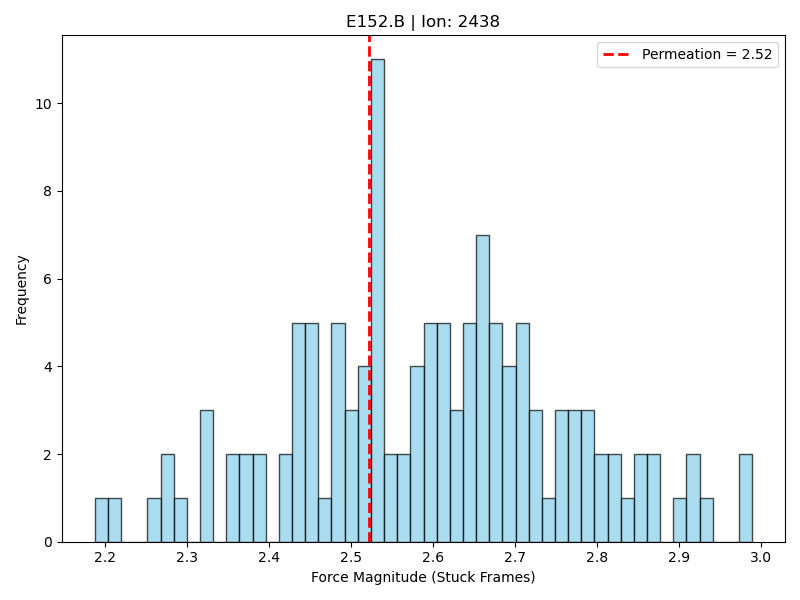 E152.B | Ion: 2438
Permeation = 2.52
Frequency
10
8
6
4
2
0
2.2 2.3 2.4 2.5 2.6 2.7 2.8 2.9 3.0
Force Magnitude (Stuck Frames)